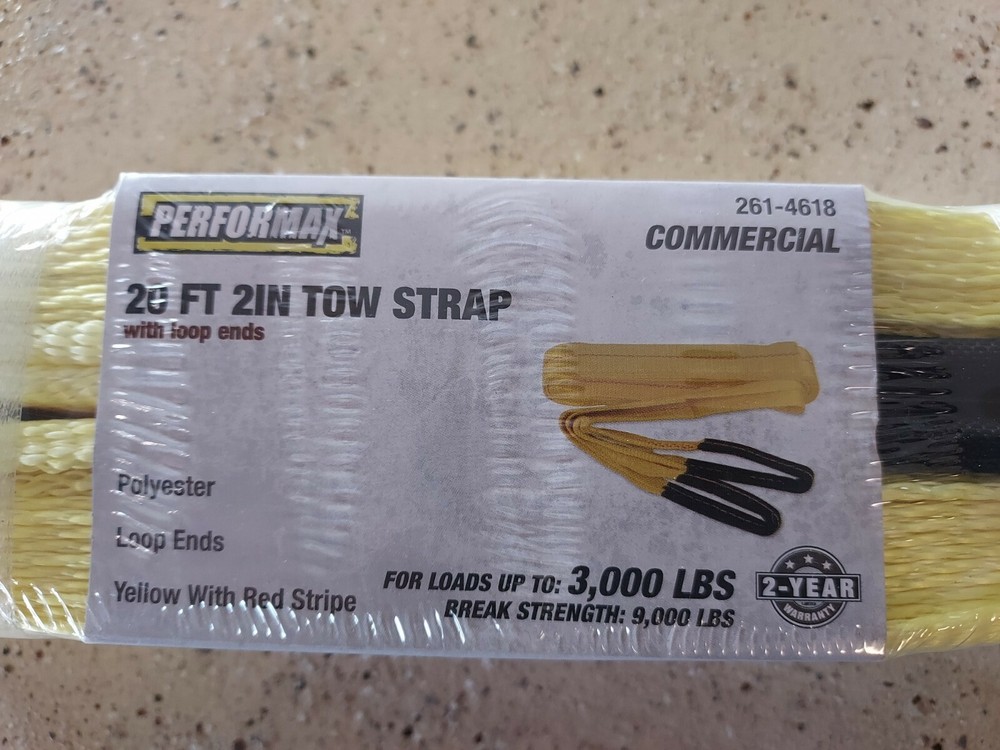 PERFORMAX™
261-4618
COMMERCIAL
20 FT 2IN TOW STRAP
with loop ends
Polyester
Loop Ends
Yellow With Red Stripe
FOR LOADS UP TO: 3,000 LBS
BREAK STRENGTH: 9,000 LBS
2-YEAR
WARRANTY